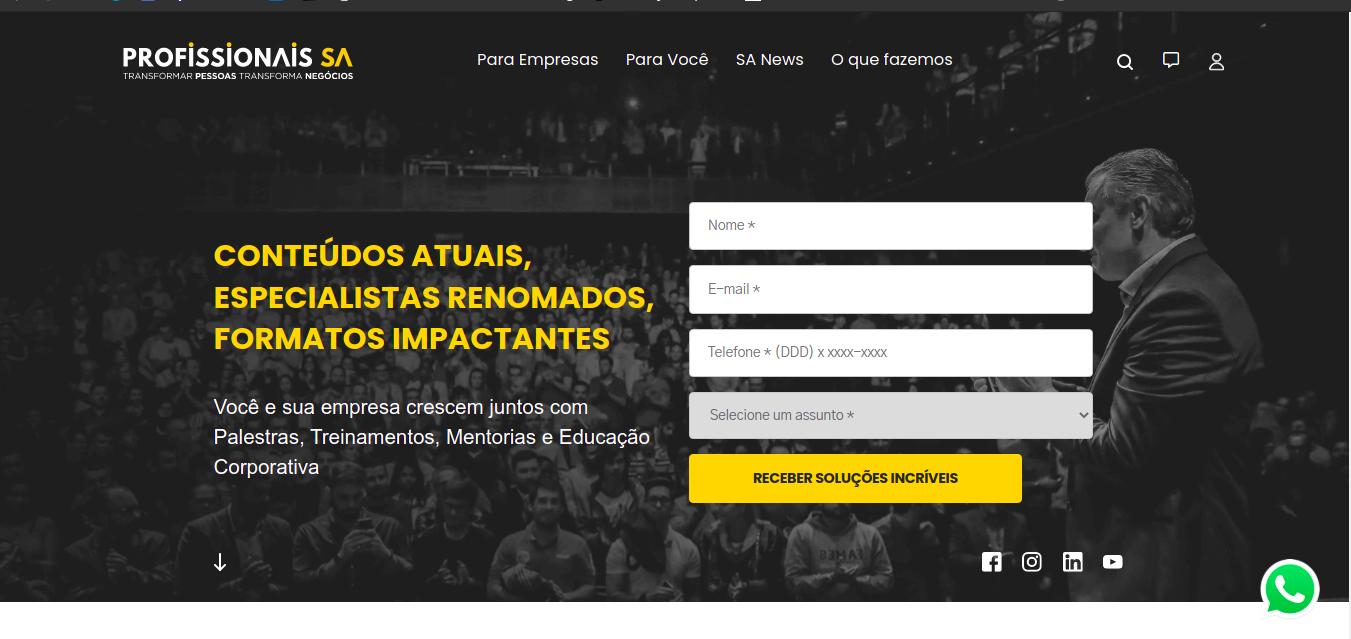 PROFISSIONAIS SA
TRANSFORMAR PESSOAS TRANSFORMA NEGÓCIOS
Para Empresas
Para Você
SA News
O que fazemos
CONTEÚDOS ATUAIS,
ESPECIALISTAS RENOMADOS,
FORMATOS IMPACTANTES
Você e sua empresa crescem juntos com
Palestras, Treinamentos, Mentorias e Educação
Corporativa
Nome *
E-mail *
Telefone * (DDD) x xxxx-xxxx
Selecione um assunto *
RECEBER SOLUÇÕES INCRÍVEIS